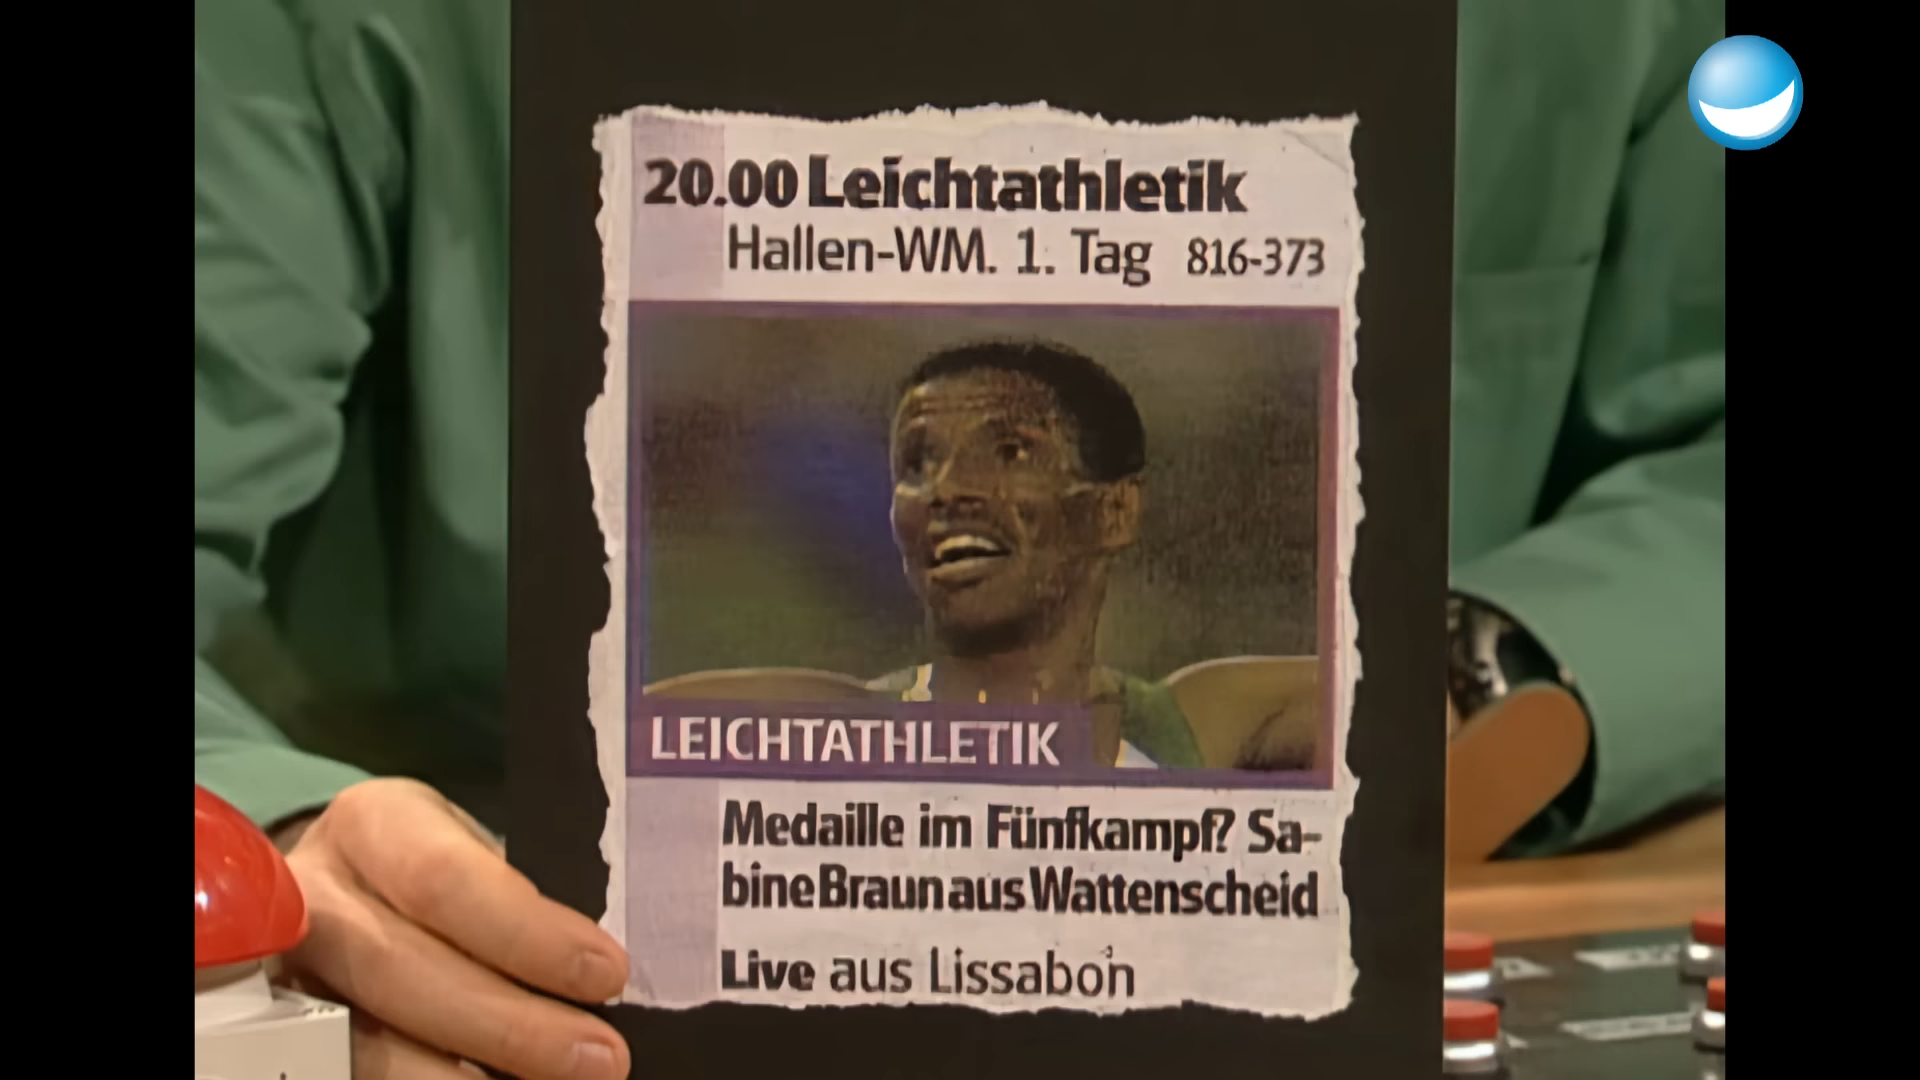 20.00 Leichtathletik
Hallen-WM. 1. Tag 816-373
LEICHTATHLETIK
Medaille im Fünfkampf? Sa-
bine Braun aus Wattenscheid
Live aus Lissabon